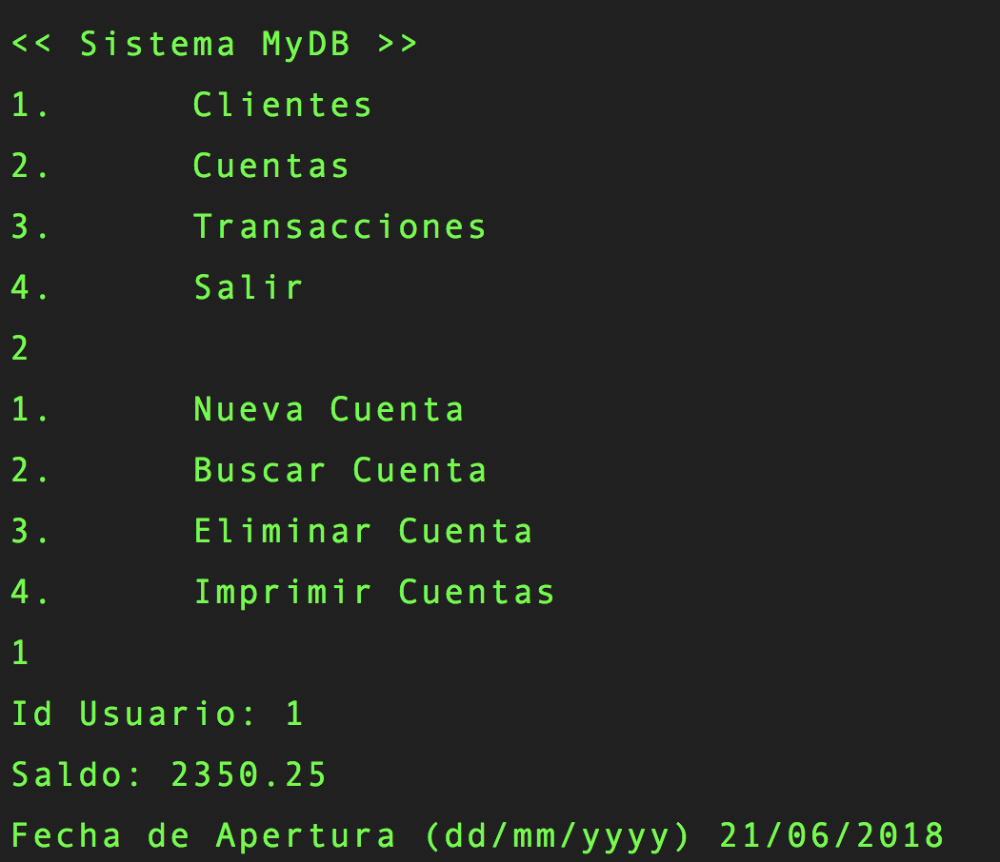 << Sistema MyDB >>
1. Clientes
2. Cuentas
3. Transacciones
4. Salir
2
1. Nueva Cuenta
2. Buscar Cuenta
3. Eliminar Cuenta
4. Imprimir Cuentas
1
Id Usuario: 1
Saldo: 2350.25
Fecha de Apertura (dd/mm/yyyy) 21/06/2018